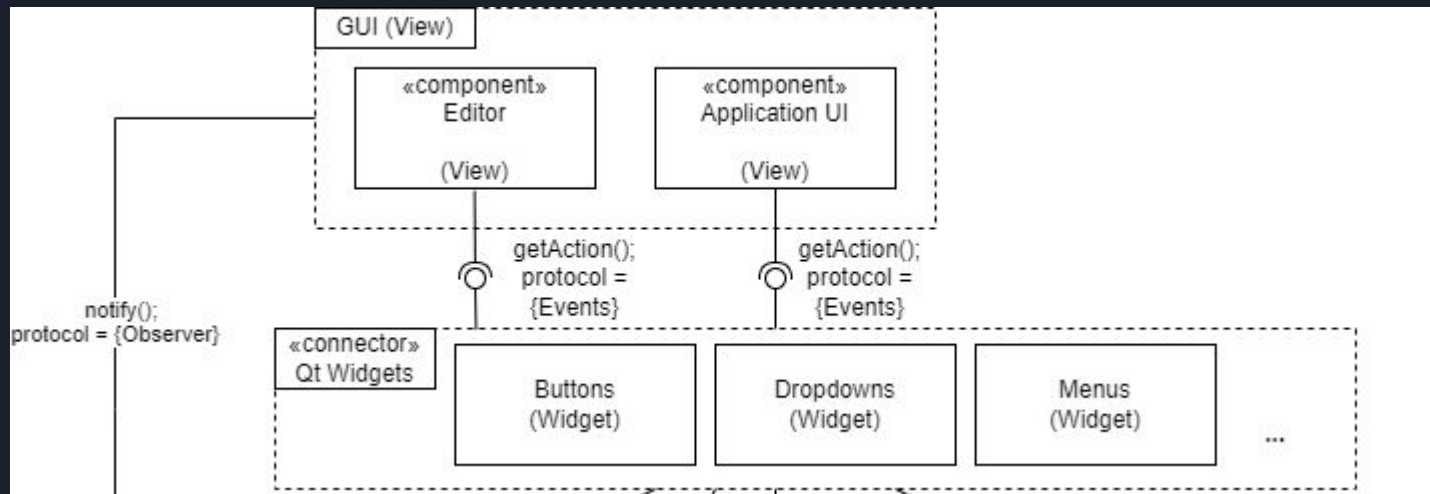 GUI (View)
«component»
Editor
(View)
«component»
Application UI
(View)
getAction();
protocol =
{Events}
getAction();
protocol =
{Events}
notify();
protocol = {Observer}
«connector»
Qt Widgets
Buttons
(Widget)
Dropdowns
(Widget)
Menus
(Widget)
...